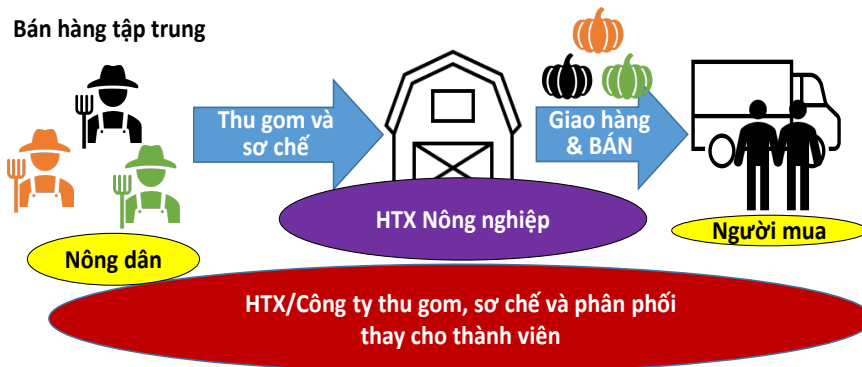 Bán hàng tập trung
Thu gom và
sơ chế
Giao hàng
& BÁN
HTX Nông nghiệp
Người mua
Nông dân
HTX/Công ty thu gom, sơ chế và phân phối
thay cho thành viên